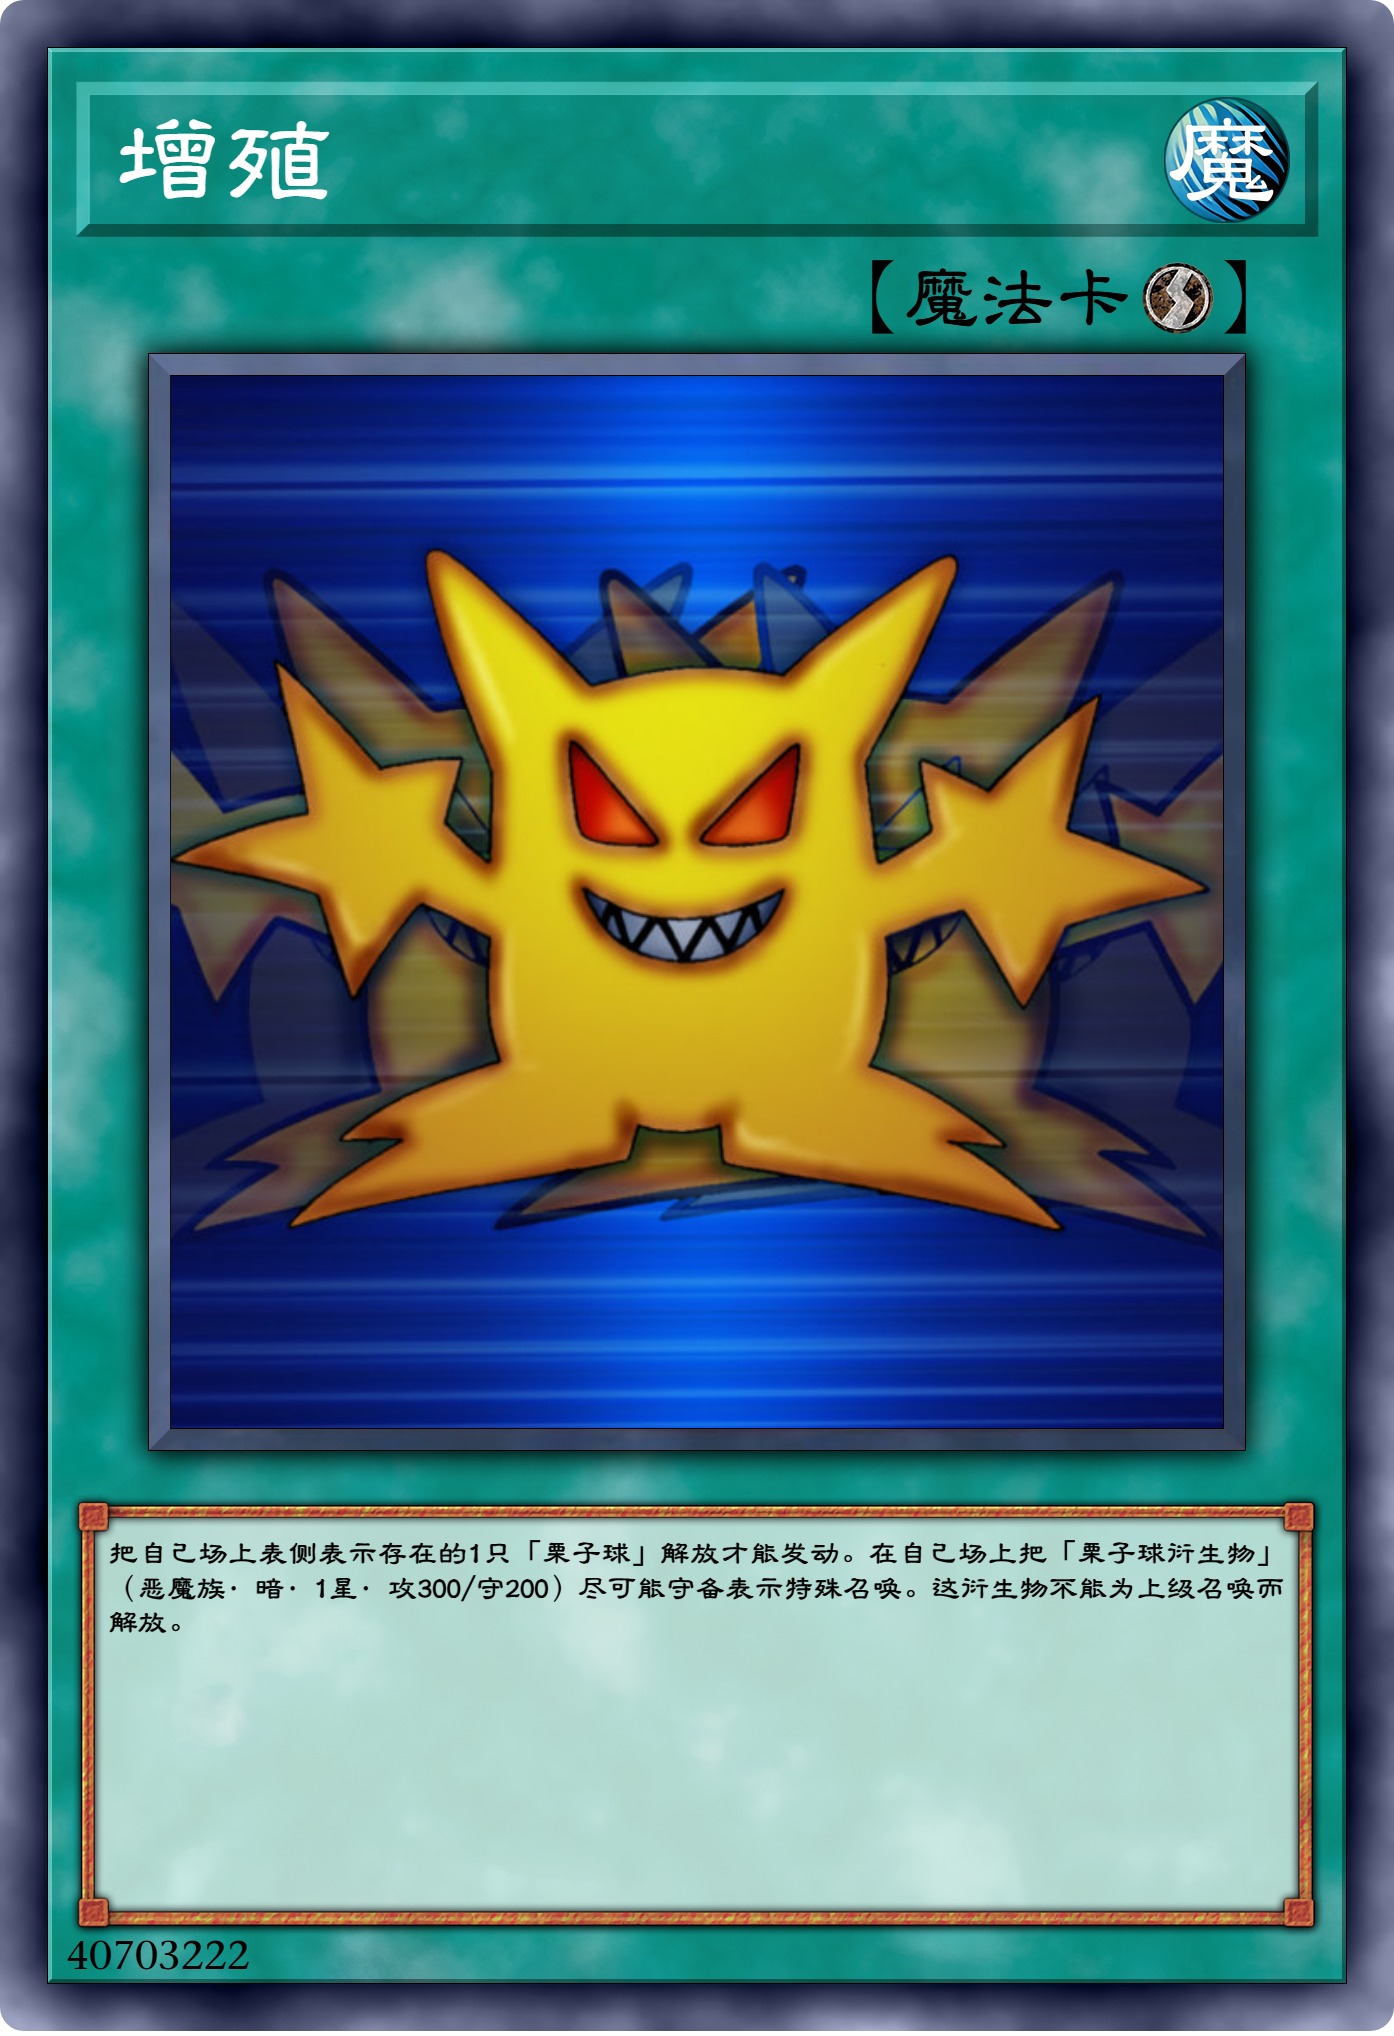 增殖
魔
【魔法卡】
把自己场上表侧表示存在的1只「栗子球」解放才能发动。在自己场上把「栗子球衍生物」
（恶魔族·暗·1星·攻300/守200）尽可能守备表示特殊召唤。这衍生物不能为上级召唤而
解放。
40703222